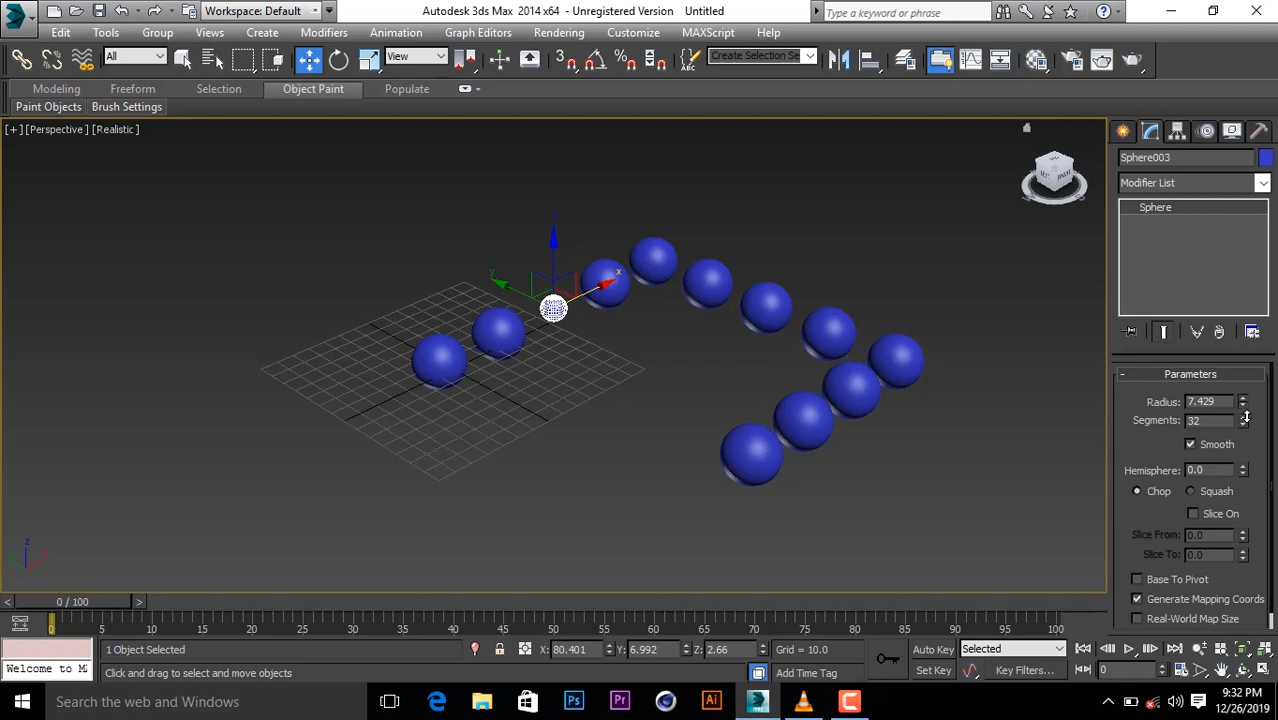 Workspace: Default
Autodesk 3ds Max 2014 x64 - Unregistered Version Untitled
Type a keyword or phrase
Edit Tools Group Views Create Modifiers Animation Graph Editors Rendering Customize MAXScript Help
All
View
Create Selection Se
Modeling Freeform Selection Object Paint Populate
Paint Objects Brush Settings
[+] [Perspective] [Realistic]
Sphere003
Modifier List
Sphere
z
y
x
- Parameters
Radius: 7.429
Segments: 32
Smooth
Hemisphere: 0.0
Chop Squash
Slice On
Slice From: 0.0
Slice To: 0.0
Base To Pivot
Generate Mapping Coords
Real-World Map Size
z
< 0 / 100 >
0 5 10 15 20 25 30 35 40 45 50 55 60 65 70 75 80 85 90 95 100
1 Object Selected X: 80.401 Y: 6.992 Z: 2.66 Grid = 10.0 Auto Key Selected
Welcome to M Click and drag to select and move objects Add Time Tag Set Key Key Filters... 0
Search the web and Windows
Ps Pr Ai
9:32 PM
12/26/2019